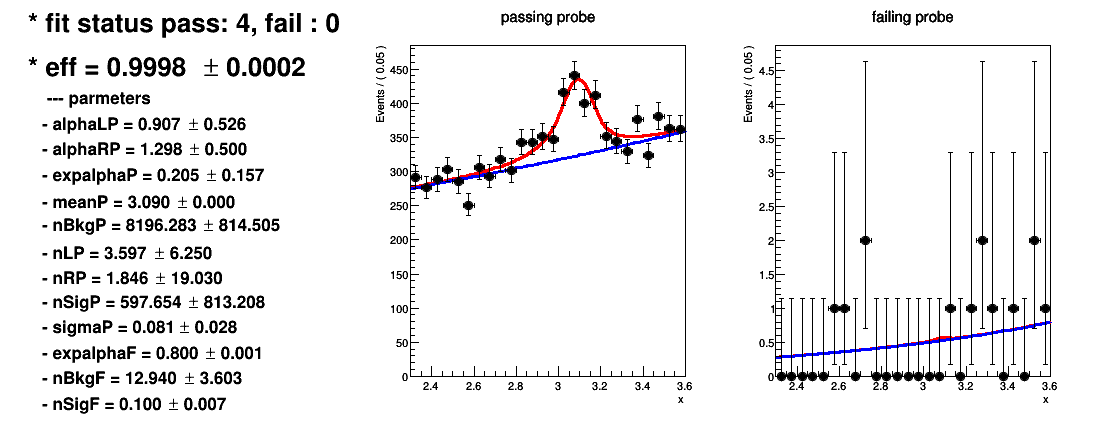 * fit status pass: 4, fail : 0
* eff = 0.9998 ± 0.0002
--- parmeters
- alphaLP = 0.907 ± 0.526
- alphaRP = 1.298 ± 0.500
- expalphaP = 0.205 ± 0.157
- meanP = 3.090 ± 0.000
- nBkgP = 8196.283 ± 814.505
- nLP = 3.597 ± 6.250
- nRP = 1.846 ± 19.030
- nSigP = 597.654 ± 813.208
- sigmaP = 0.081 ± 0.028
- expalphaF = 0.800 ± 0.001
- nBkgF = 12.940 ± 3.603
- nSigF = 0.100 ± 0.007
passing probe
Events / ( 0.05 )
450
400
350
300
250
200
150
100
50
0
2.4 2.6 2.8 3 3.2 3.4 3.6
x
failing probe
Events / ( 0.05 )
4.5
4
3.5
3
2.5
2
1.5
1
0.5
0
2.4 2.6 2.8 3 3.2 3.4 3.6
x